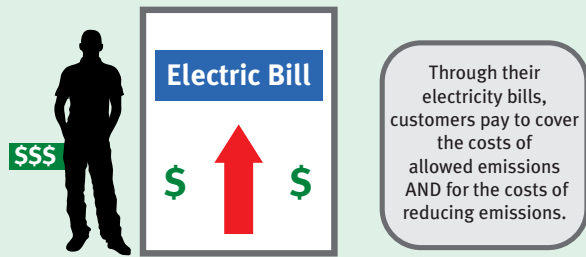 Electric Bill
$$$
$ $
Through their
electricity bills,
customers pay to cover
the costs of
allowed emissions
AND for the costs of
reducing emissions.